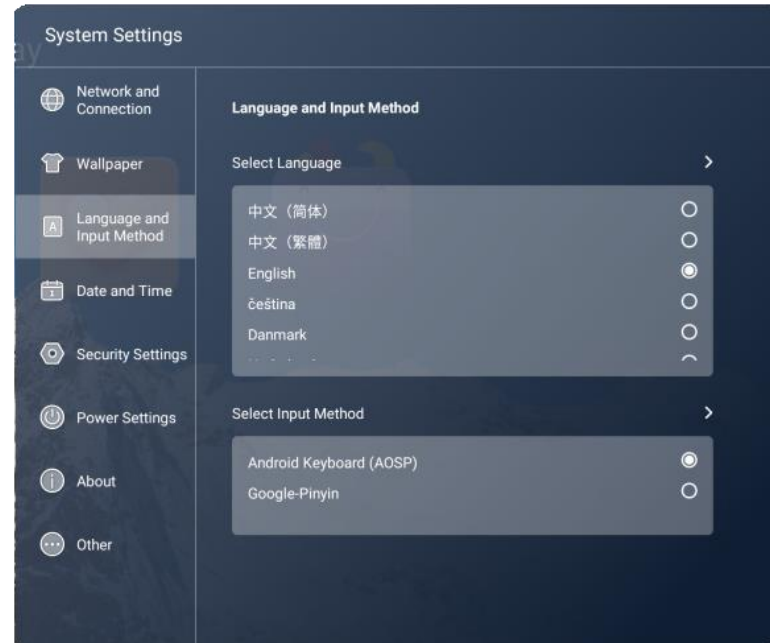 System Settings
ay
Network and
Connection
Wallpaper
A
Language and
Input Method
1
Date and Time
Security Settings
Power Settings
About
Other
Language and Input Method
Select Language
中文（简体）
中文（繁體）
English
čeština
Danmark
Select Input Method
Android Keyboard (AOSP)
Google-Pinyin